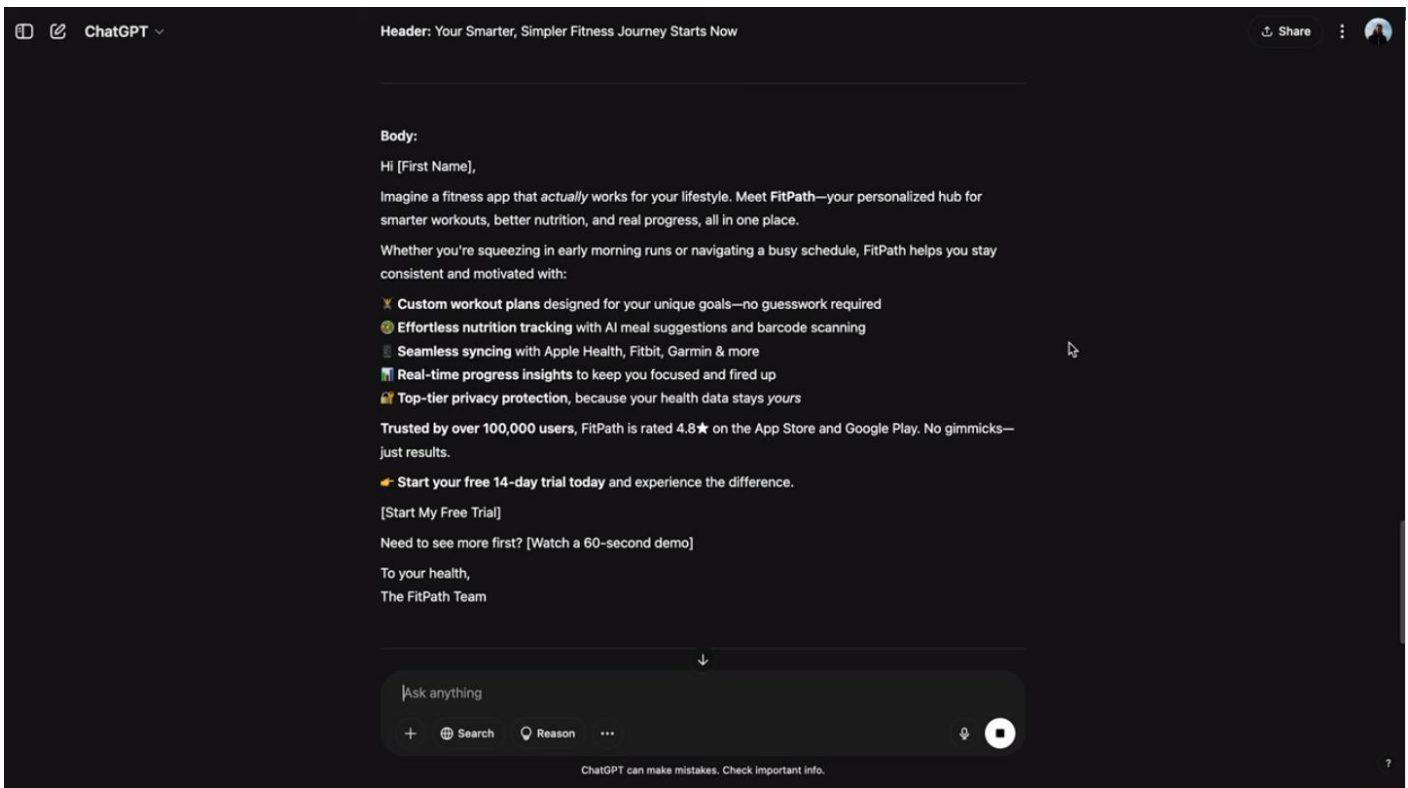 ChatGPT
Header: Your Smarter, Simpler Fitness Journey Starts Now
Share
Body:
Hi [First Name],
Imagine a fitness app that actually works for your lifestyle. Meet FitPath—your personalized hub for
smarter workouts, better nutrition, and real progress, all in one place.
Whether you're squeezing in early morning runs or navigating a busy schedule, FitPath helps you stay
consistent and motivated with:
🏋️ Custom workout plans designed for your unique goals—no guesswork required
🥗 Effortless nutrition tracking with AI meal suggestions and barcode scanning
📱 Seamless syncing with Apple Health, Fitbit, Garmin & more
📊 Real-time progress insights to keep you focused and fired up
🔐 Top-tier privacy protection, because your health data stays yours
Trusted by over 100,000 users, FitPath is rated 4.8★ on the App Store and Google Play. No gimmicks—
just results.
👉 Start your free 14-day trial today and experience the difference.
[Start My Free Trial]
Need to see more first? [Watch a 60-second demo]
To your health,
The FitPath Team
Ask anything
Search
Reason
ChatGPT can make mistakes. Check important info.
?